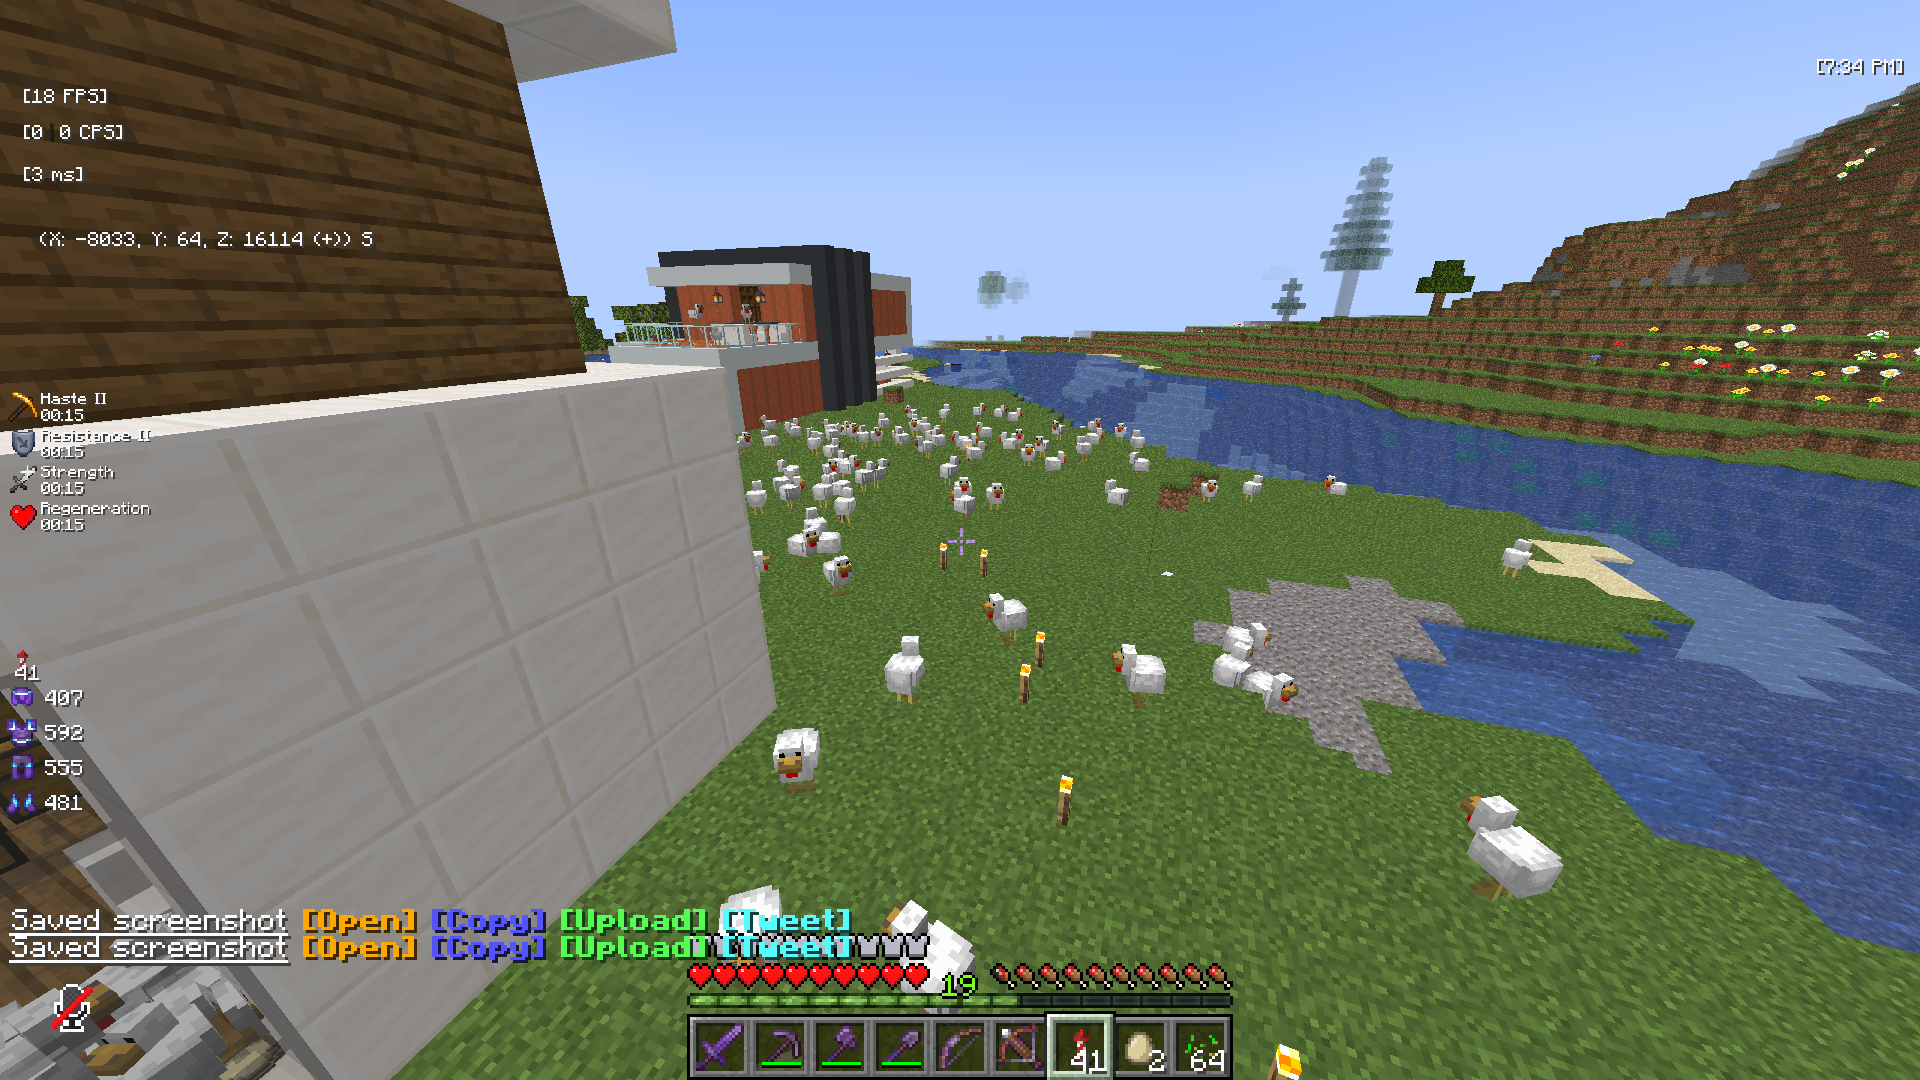 [7:34 PM]
[18 FPS]
[0 0 CPS]
[3 ms]
(X: -8033, Y: 64, Z: 16114 (+)) S
Haste II
00:15
Resistance II
00:15
Strength
00:15
Regeneration
00:15
41
407
592
555
481
Saved screenshot [Open] [Copy] [Upload] [Tweet]
Saved screenshot [Open] [Copy] [Upload] [Tweet]
19
41 2 64